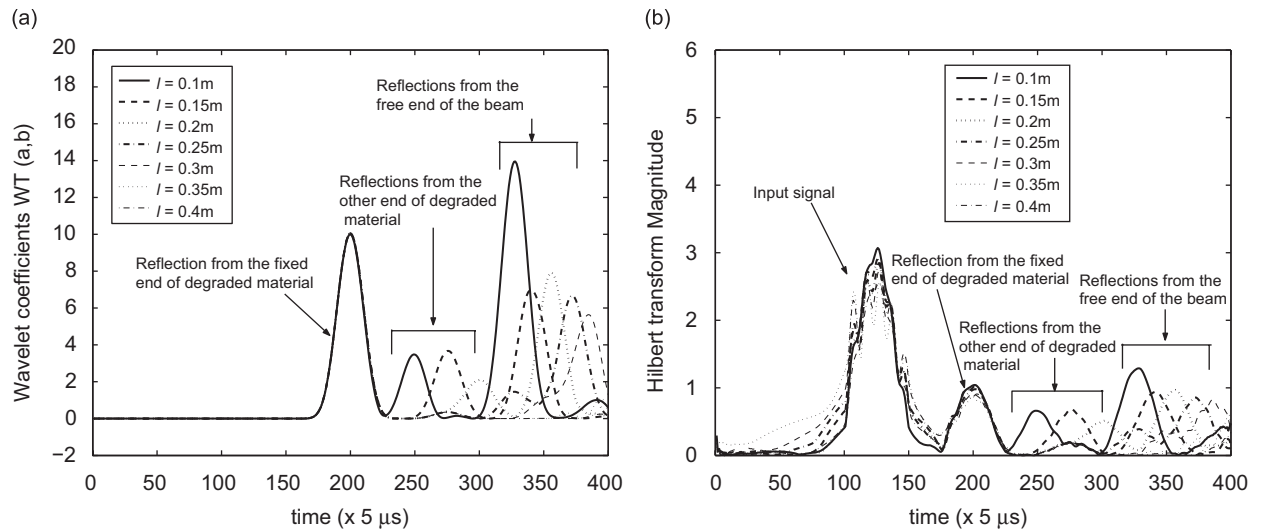 (a)
20
18
16
14
12
10
8
6
4
2
0
−2
Wavelet coefficients WT (a,b)
l = 0.1m
l = 0.15m
l = 0.2m
l = 0.25m
l = 0.3m
l = 0.35m
l = 0.4m
Reflections from the
free end of the beam
Reflections from the
other end of degraded
material
Reflection from the fixed
end of degraded material
0 50 100 150 200 250 300 350 400
time (x 5 μs)
(b)
6
5
4
3
2
1
0
Hilbert transform Magnitude
l = 0.1m
l = 0.15m
l = 0.2m
l = 0.25m
l = 0.3m
l = 0.35m
l = 0.4m
Input signal
Reflection from the fixed
end of degraded material
Reflections from the
free end of the beam
Reflections from the
other end of degraded
material
0 50 100 150 200 250 300 350 400
time (x 5 μs)